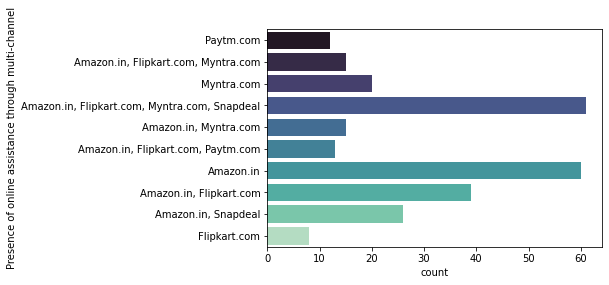 Presence of online assistance through multi-channel
Paytm.com
Amazon.in, Flipkart.com, Myntra.com
Myntra.com
Amazon.in, Flipkart.com, Myntra.com, Snapdeal
Amazon.in, Myntra.com
Amazon.in, Flipkart.com, Paytm.com
Amazon.in
Amazon.in, Flipkart.com
Amazon.in, Snapdeal
Flipkart.com
0 10 20 30 40 50 60
count